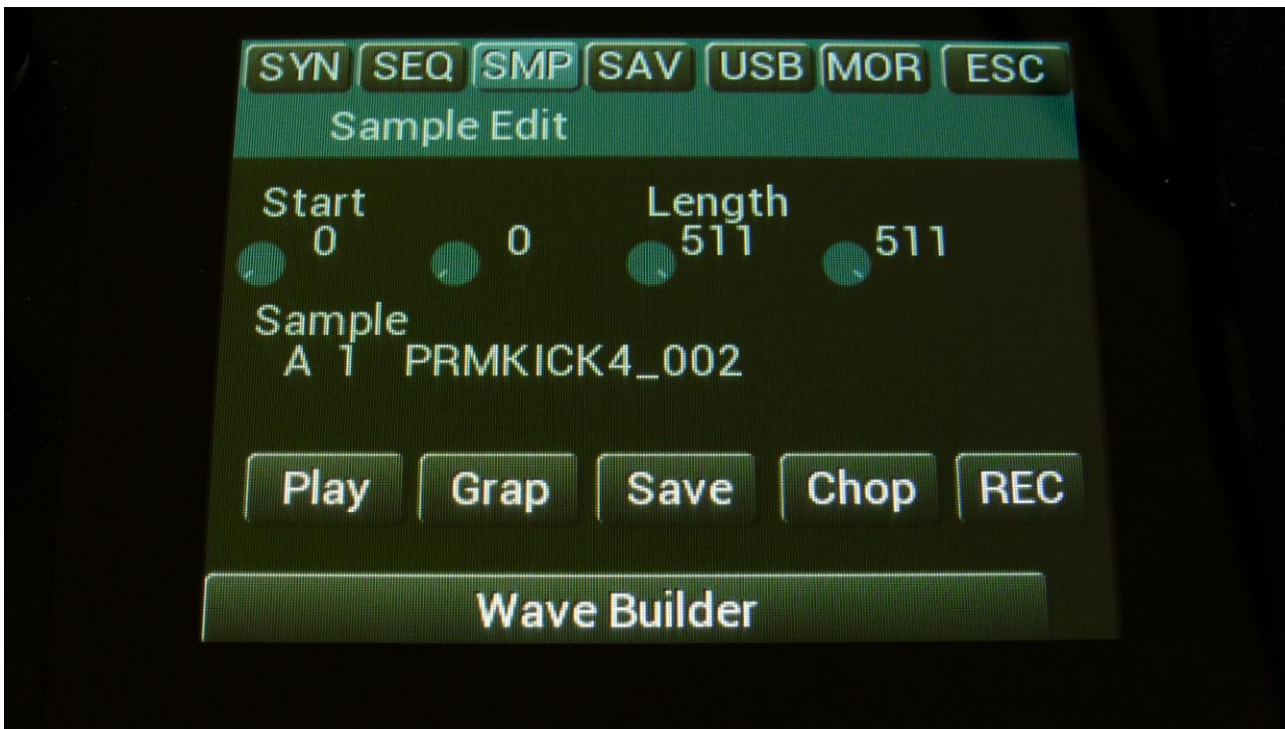 SYN SEQ SMP SAV USB MOR ESC
Sample Edit
Start Length
0 0 511 511
Sample
A 1 PRMKICK4_002
Play Grap Save Chop REC
Wave Builder